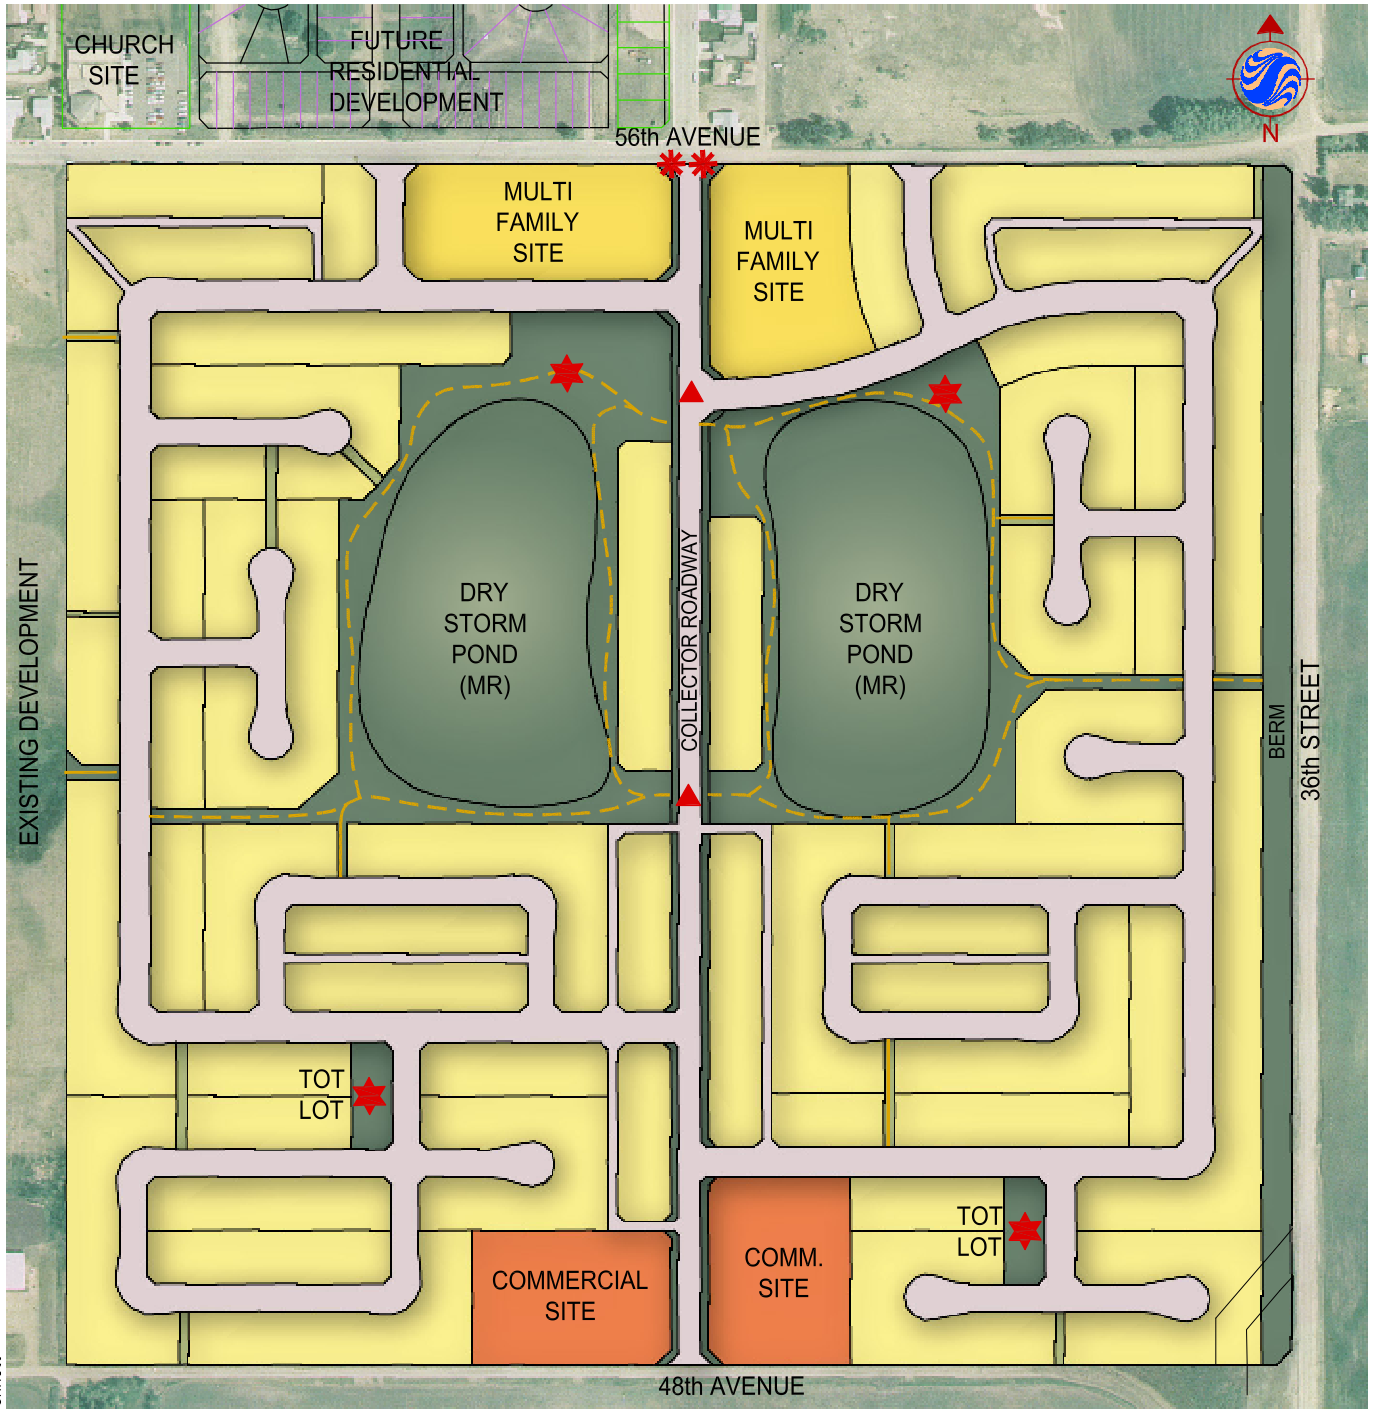 CHURCH
SITE
FUTURE
RESIDENTIAL
DEVELOPMENT
N
56th AVENUE
MULTI
FAMILY
SITE
MULTI
FAMILY
SITE
DRY
STORM
POND
(MR)
DRY
STORM
POND
(MR)
COLLECTOR ROADWAY
EXISTING DEVELOPMENT
BERM
36th STREET
TOT
LOT
TOT
LOT
COMMERCIAL
SITE
COMM.
SITE
48th AVENUE